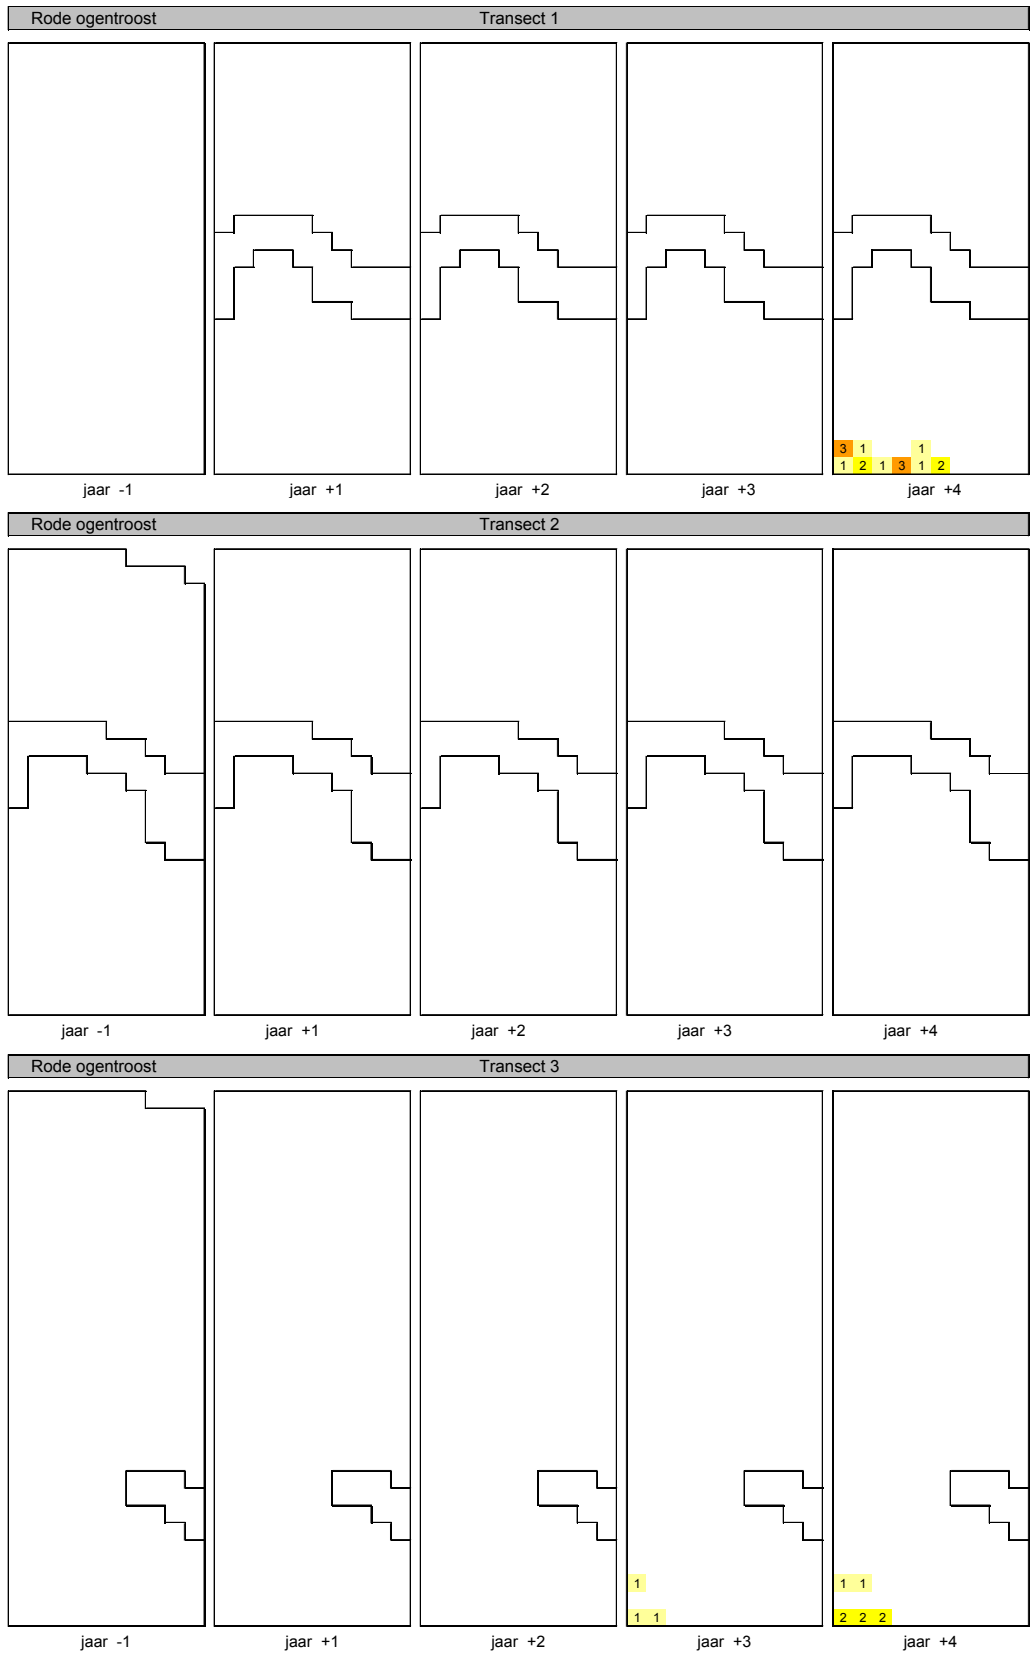 Rode ogentroost Transect 1
3 1 1
1 2 1 3 1 2
jaar -1 jaar +1 jaar +2 jaar +3 jaar +4
Rode ogentroost Transect 2
jaar -1 jaar +1 jaar +2 jaar +3 jaar +4
Rode ogentroost Transect 3
1 1 1
1 1 2 2 2
jaar -1 jaar +1 jaar +2 jaar +3 jaar +4